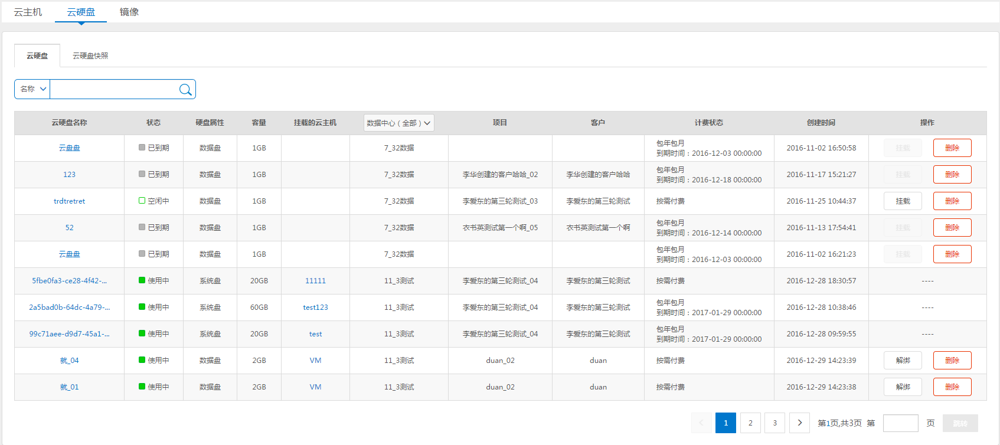 云主机 云硬盘 镜像
云硬盘 云硬盘快照
名称
云硬盘名称 状态 硬盘属性 容量 挂载的云主机 数据中心（全部） 项目 客户 计费状态 创建时间 操作
云盘盘 已到期 数据盘 1GB 7_32数据 包年包月 2016-11-02 16:50:58 挂载 删除
到期时间：2016-12-03 00:00:00
123 已到期 数据盘 1GB 7_32数据 李华创建的客户哈哈_02 李华创建的客户哈哈 包年包月 2016-11-17 15:21:27 挂载 删除
到期时间：2016-12-18 00:00:00
trdtretret 空闲中 数据盘 1GB 7_32数据 李爱东的第三轮测试_03 李爱东的第三轮测试 按需付费 2016-11-25 10:44:37 挂载 删除
52 已到期 数据盘 1GB 7_32数据 衣书英测试第一个啊_05 衣书英测试第一个啊 包年包月 2016-11-13 17:54:41 挂载 删除
到期时间：2016-12-14 00:00:00
云盘盘 已到期 数据盘 1GB 7_32数据 包年包月 2016-11-02 16:21:23 挂载 删除
到期时间：2016-12-03 00:00:00
5fbe0fa3-ce28-4f42-... 使用中 系统盘 20GB 11111 11_3测试 李爱东的第三轮测试_04 李爱东的第三轮测试 按需付费 2016-12-28 18:30:57 ----
2a5bad0b-64dc-4a79-... 使用中 系统盘 60GB test123 11_3测试 李爱东的第三轮测试_04 李爱东的第三轮测试 包年包月 2016-12-28 10:38:46 ----
到期时间：2017-01-29 00:00:00
99c71aee-d9d7-45a1-... 使用中 系统盘 20GB test 11_3测试 李爱东的第三轮测试_04 李爱东的第三轮测试 包年包月 2016-12-28 09:59:55 ----
到期时间：2017-01-29 00:00:00
就_04 使用中 数据盘 2GB VM 11_3测试 duan_02 duan 按需付费 2016-12-29 14:23:39 解绑 删除
就_01 使用中 数据盘 2GB VM 11_3测试 duan_02 duan 按需付费 2016-12-29 14:23:38 解绑 删除
< 1 2 3 > 第1页,共3页 第 页 跳转